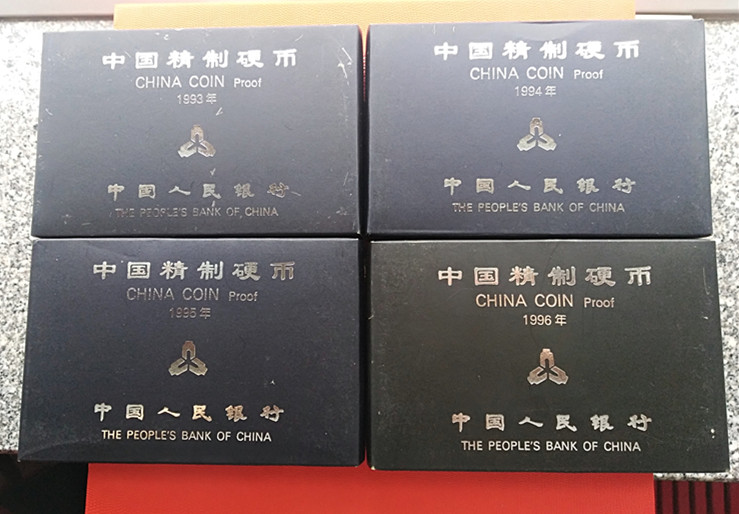 中国精制硬币
CHINA COIN Proof
1993年
中国人民银行
THE PEOPLE'S BANK OF CHINA
中国精制硬币
CHINA COIN Proof
1994年
中国人民银行
THE PEOPLE'S BANK OF CHINA
中国精制硬币
CHINA COIN Proof
1995年
中国人民银行
THE PEOPLE'S BANK OF CHINA
中国精制硬币
CHINA COIN Proof
1996年
中国人民银行
THE PEOPLE'S BANK OF CHINA